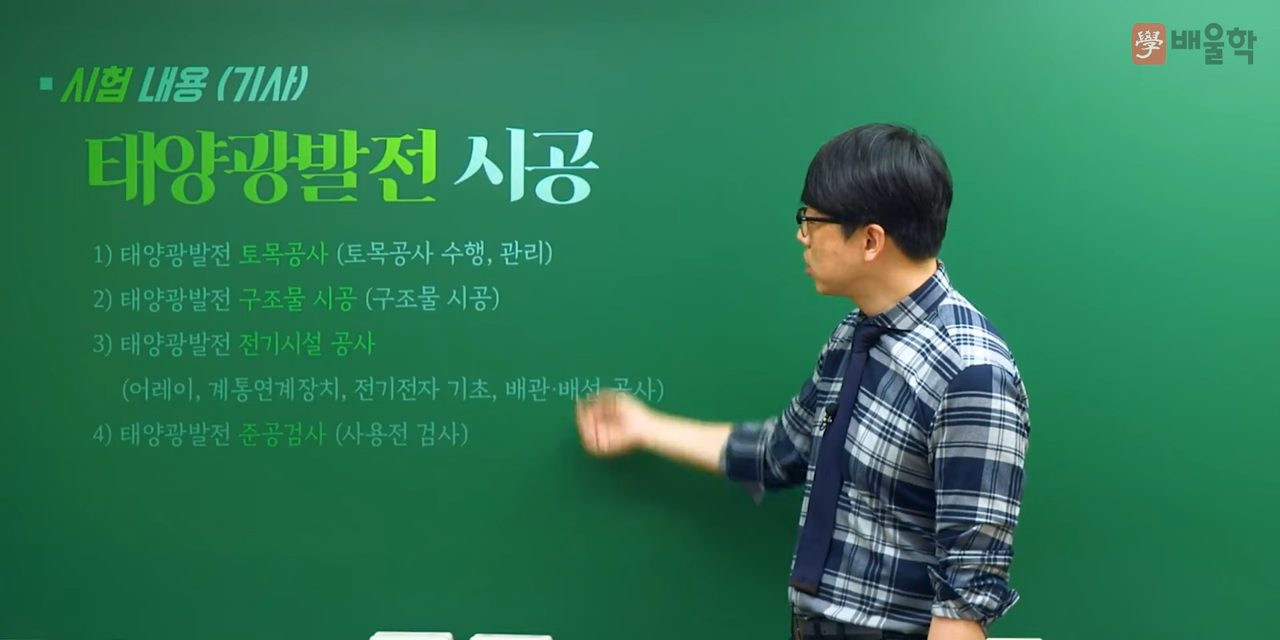 學 배울학
시험 내용 (기사)
태양광발전 시공
1) 태양광발전 토목공사 (토목공사 수행, 관리)
2) 태양광발전 구조물 시공 (구조물 시공)
3) 태양광발전 전기시설 공사
(어레이, 계통연계장치, 전기전자 기초, 배관·배선 공사)
4) 태양광발전 준공검사 (사용전 검사)